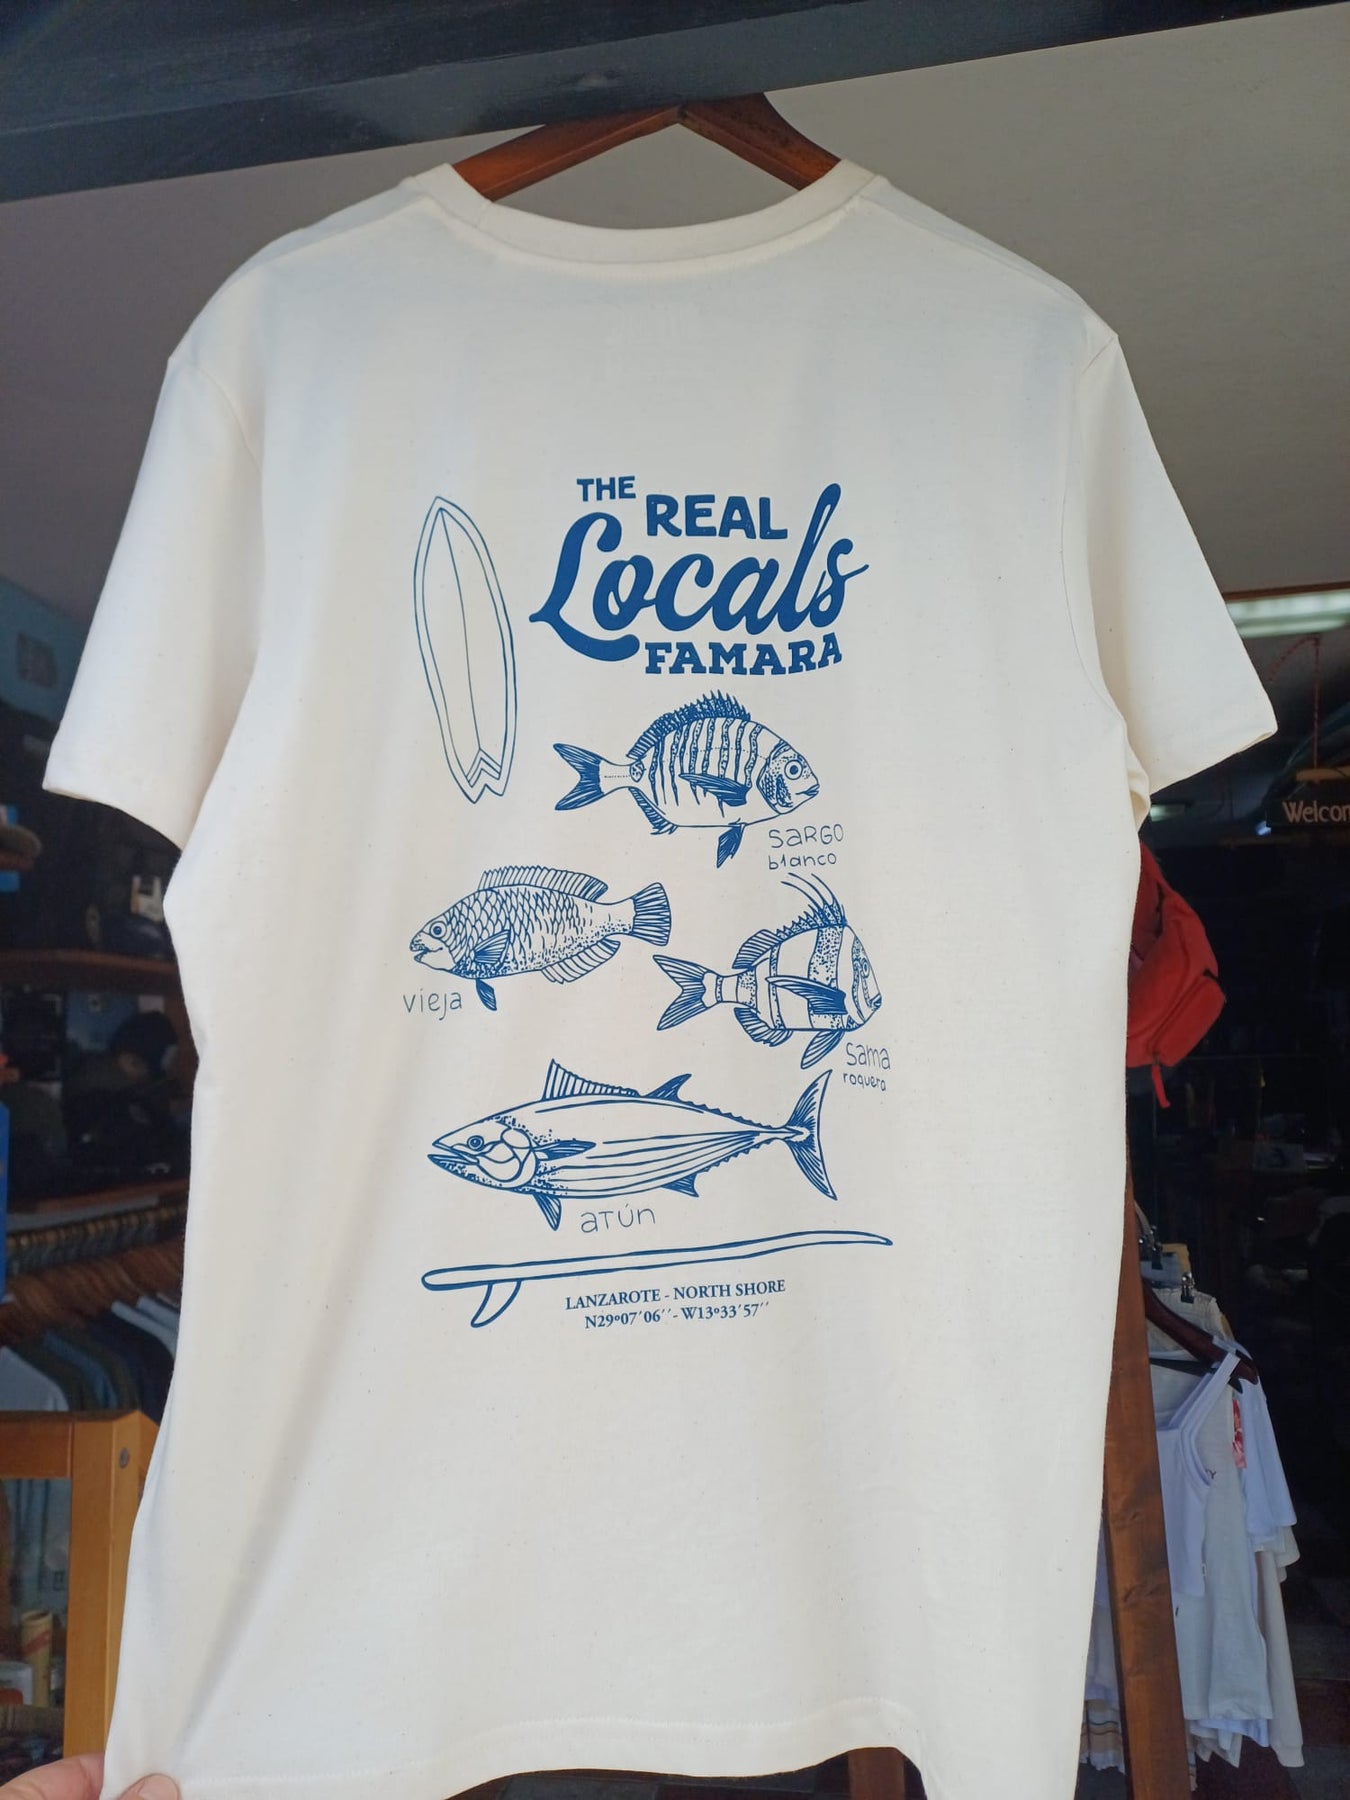 THE
REAL
Locals
FAMARA
SARGO
blanco
vieja
sama
roquera
ATÚN
LANZAROTE - NORTH SHORE
N29º07′06′′ - W13º33′57′′